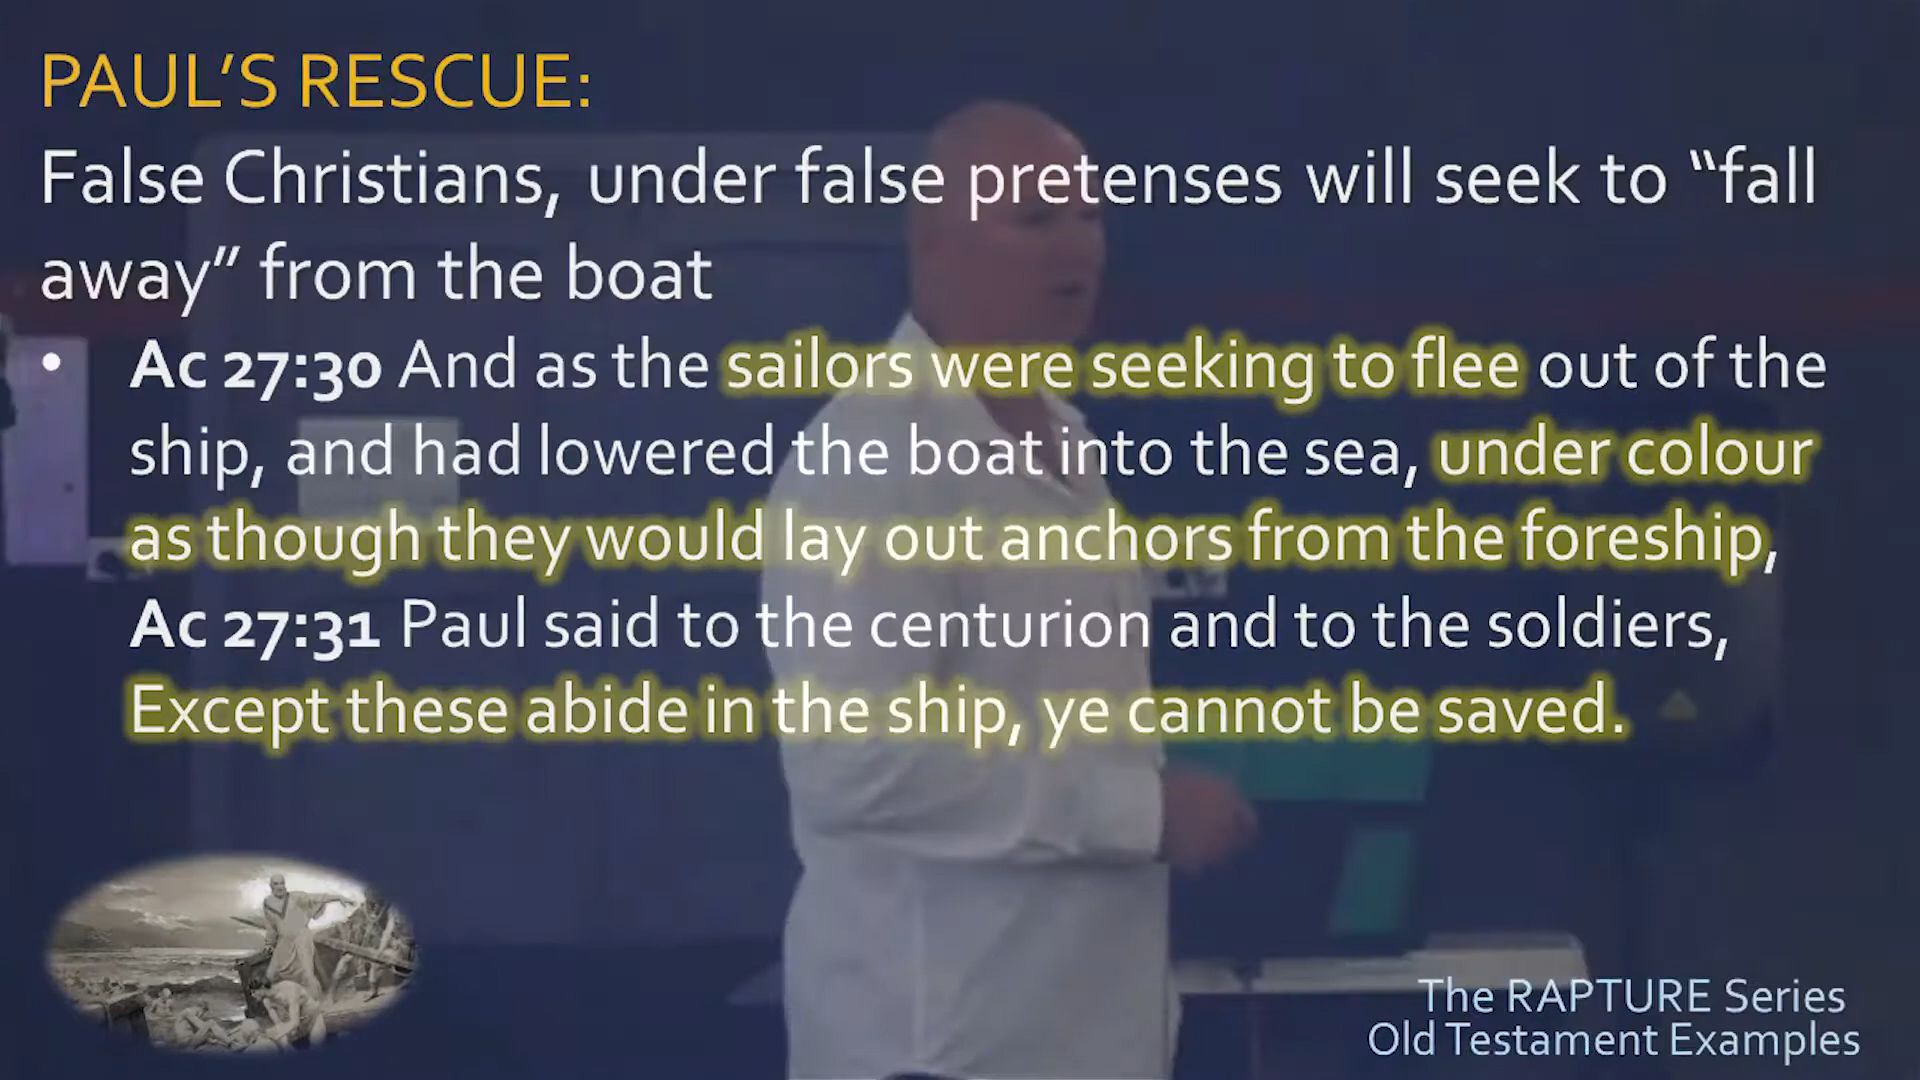 PAUL’S RESCUE:
False Christians, under false pretenses will seek to “fall
away” from the boat
• Ac 27:30 And as the sailors were seeking to flee out of the
ship, and had lowered the boat into the sea, under colour
as though they would lay out anchors from the foreship,
Ac 27:31 Paul said to the centurion and to the soldiers,
Except these abide in the ship, ye cannot be saved.
The RAPTURE Series
Old Testament Examples